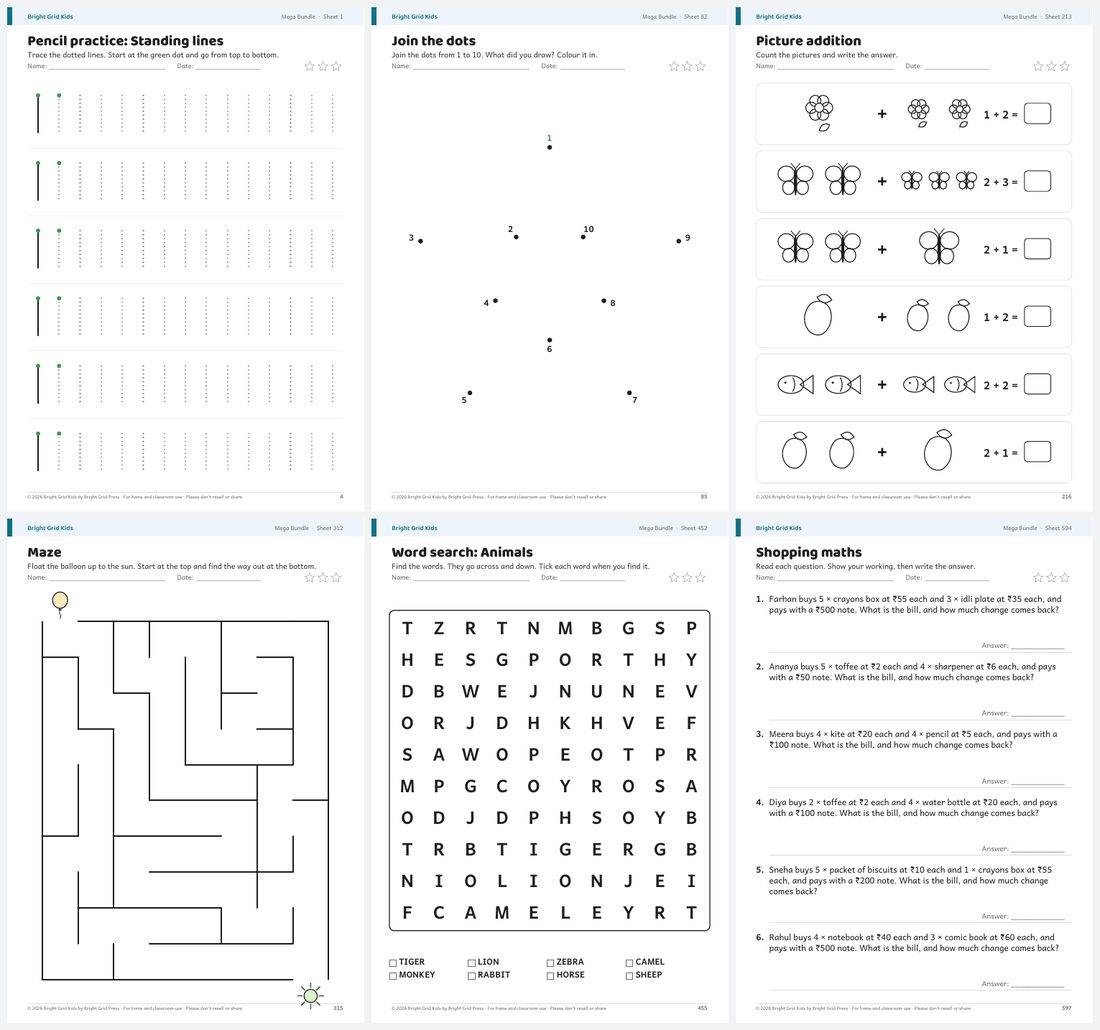 Bright Grid Kids
Mega Bundle · Sheet 1
Pencil practice: Standing lines
Trace the dotted lines. Start at the green dot and go from top to bottom.
Name: ____________________ Date: ____________
© 2026 Bright Grid Kids by Bright Grid Press · For home and classroom use · Please don't resell or share
4
Bright Grid Kids
Mega Bundle · Sheet 82
Join the dots
Join the dots from 1 to 10. What did you draw? Colour it in.
Name: ____________________ Date: ____________
1
2
10
3
9
4
8
6
5
7
© 2026 Bright Grid Kids by Bright Grid Press · For home and classroom use · Please don't resell or share
85
Bright Grid Kids
Mega Bundle · Sheet 213
Picture addition
Count the pictures and write the answer.
Name: ____________________ Date: ____________
+ 1 + 2 =
+ 2 + 3 =
+ 2 + 1 =
+ 1 + 2 =
+ 2 + 2 =
+ 2 + 1 =
© 2026 Bright Grid Kids by Bright Grid Press · For home and classroom use · Please don't resell or share
216
Bright Grid Kids
Mega Bundle · Sheet 312
Maze
Float the balloon up to the sun. Start at the top and find the way out at the bottom.
Name: ____________________ Date: ____________
© 2026 Bright Grid Kids by Bright Grid Press · For home and classroom use · Please don't resell or share
315
Bright Grid Kids
Mega Bundle · Sheet 452
Word search: Animals
Find the words. They go across and down. Tick each word when you find it.
Name: ____________________ Date: ____________
T Z R T N M B G S P
H E S G P O R T H Y
D B W E J N U N E V
O R J D H K H V E F
S A W O P E O T P R
M P G C O Y R O S A
O D J D P H S O Y B
T R B T I G E R G B
N I O L I O N J E I
F C A M E L E Y R T
TIGER LION ZEBRA CAMEL
MONKEY RABBIT HORSE SHEEP
© 2026 Bright Grid Kids by Bright Grid Press · For home and classroom use · Please don't resell or share
455
Bright Grid Kids
Mega Bundle · Sheet 594
Shopping maths
Read each question. Show your working, then write the answer.
Name: ____________________ Date: ____________
1. Farhan buys 5 × crayons box at ₹55 each and 3 × idli plate at ₹35 each, and
pays with a ₹500 note. What is the bill, and how much change comes back?
Answer: ____________
2. Ananya buys 5 × toffee at ₹2 each and 4 × sharpener at ₹6 each, and pays
with a ₹50 note. What is the bill, and how much change comes back?
Answer: ____________
3. Meera buys 4 × kite at ₹20 each and 4 × pencil at ₹5 each, and pays with a
₹100 note. What is the bill, and how much change comes back?
Answer: ____________
4. Diya buys 2 × toffee at ₹2 each and 4 × water bottle at ₹20 each, and pays
with a ₹100 note. What is the bill, and how much change comes back?
Answer: ____________
5. Sneha buys 5 × packet of biscuits at ₹10 each and 1 × crayons box at ₹55
each, and pays with a ₹200 note. What is the bill, and how much change
comes back?
Answer: ____________
6. Rahul buys 4 × notebook at ₹40 each and 3 × comic book at ₹60 each, and
pays with a ₹500 note. What is the bill, and how much change comes back?
Answer: ____________
© 2026 Bright Grid Kids by Bright Grid Press · For home and classroom use · Please don't resell or share
597